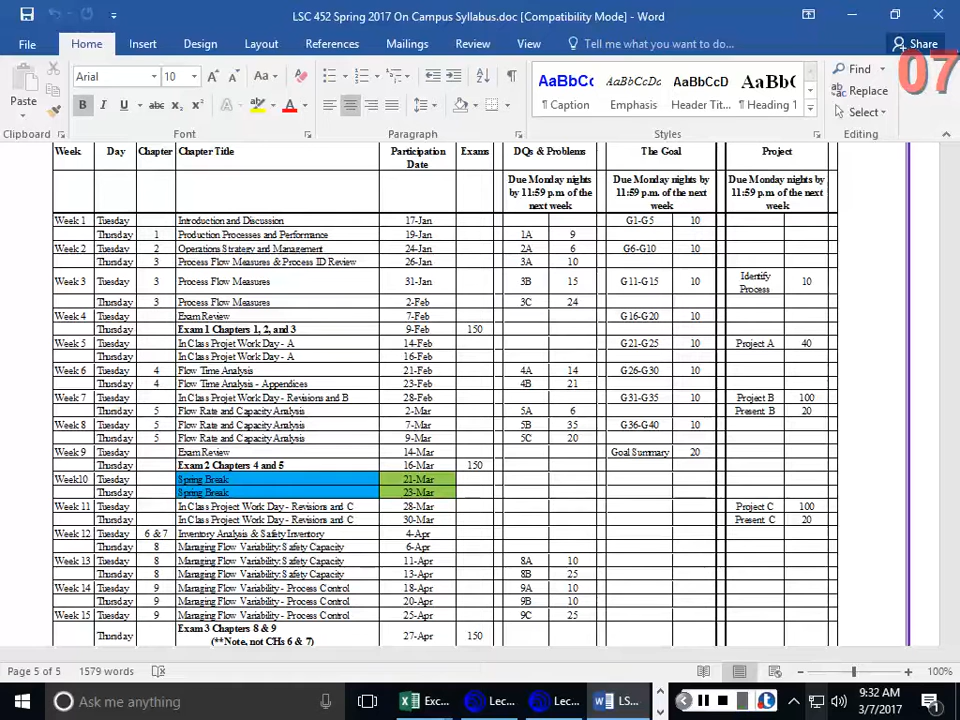 LSC 452 Spring 2017 On Campus Syllabus.doc [Compatibility Mode] - Word
File Home Insert Design Layout References Mailings Review View Tell me what you want to do... Share
07
Arial 10 A A Aa A
Paste B I U abc x₂ x² A ab A
AaBbCc AaBbCcDc AaBbCcD AaBb(
¶ Caption Emphasis Header Tit... ¶ Heading 1
Find
Replace
Select
Clipboard Font Paragraph Styles Editing
Week Day Chapter Chapter Title Participation Date Exams DQs & Problems The Goal Project
Due Monday nights by 11:59 p.m. of the next week Due Monday nights by 11:59 p.m. of the next week Due Monday nights by 11:59 p.m. of the next week
Week 1 Tuesday Introduction and Discussion 17-Jan G1-G5 10
Thursday 1 Production Processes and Performance 19-Jan 1A 9
Week 2 Tuesday 2 Operations Strategy and Management 24-Jan 2A 6 G6-G10 10
Thursday 3 Process Flow Measures & Process ID Review 26-Jan 3A 10
Week 3 Tuesday 3 Process Flow Measures 31-Jan 3B 15 G11-G15 10 Identify Process 10
Thursday 3 Process Flow Measures 2-Feb 3C 24
Week 4 Tuesday Exam Review 7-Feb G16-G20 10
Thursday Exam 1 Chapters 1, 2, and 3 9-Feb 150
Week 5 Tuesday In Class Projet Work Day - A 14-Feb G21-G25 10 Project A 40
Thursday In Class Projet Work Day - A 16-Feb
Week 6 Tuesday 4 Flow Time Analysis 21-Feb 4A 14 G26-G30 10
Thursday 4 Flow Time Analysis - Appendices 23-Feb 4B 21
Week 7 Tuesday In Class Projet Work Day - Revisions and B 28-Feb G31-G35 10 Project B 100
Thursday 5 Flow Rate and Capacity Analysis 2-Mar 5A 6 Present B 20
Week 8 Tuesday 5 Flow Rate and Capacity Analysis 7-Mar 5B 35 G36-G40 10
Thursday 5 Flow Rate and Capacity Analysis 9-Mar 5C 20
Week 9 Tuesday Exam Review 14-Mar Goal Summary 20
Thursday Exam 2 Chapters 4 and 5 16-Mar 150
Week10 Tuesday Spring Break 21-Mar
Thursday Spring Break 23-Mar
Week 11 Tuesday In Class Project Work Day - Revisions and C 28-Mar Project C 100
Thursday In Class Project Work Day - Revisions and C 30-Mar Present C 20
Week 12 Tuesday 6 & 7 Inventory Analysis & Safety Inventory 4-Apr
Thursday 8 Managing Flow Variability: Safety Capacity 6-Apr
Week 13 Tuesday 8 Managing Flow Variability: Safety Capacity 11-Apr 8A 10
Thursday 8 Managing Flow Variability: Safety Capacity 13-Apr 8B 25
Week 14 Tuesday 9 Managing Flow Variability - Process Control 18-Apr 9A 10
Thursday 9 Managing Flow Variability - Process Control 20-Apr 9B 10
Week 15 Tuesday 9 Managing Flow Variability - Process Control 25-Apr 9C 25
Thursday Exam 3 Chapters 8 & 9 (**Note, not CHs 6 & 7) 27-Apr 150
Page 5 of 5 1579 words 100%
Ask me anything Exc... Lec... Lec... LS... 9:32 AM
3/7/2017